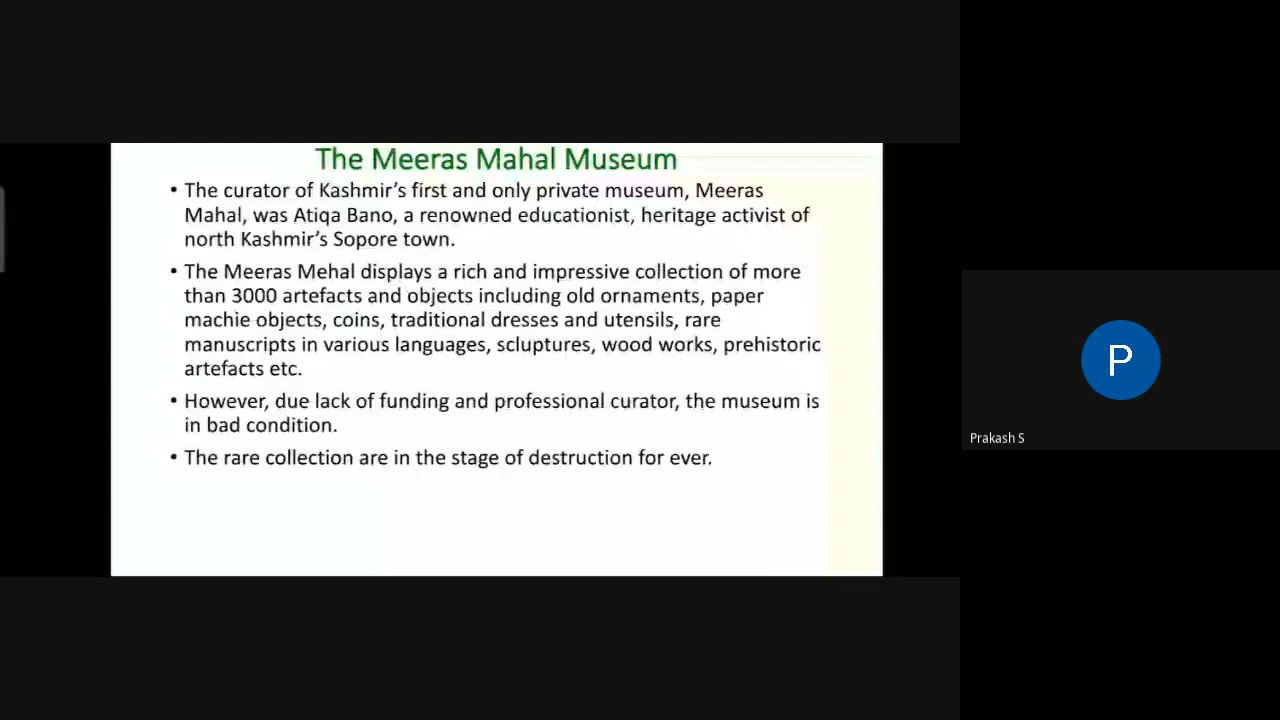 The Meeras Mahal Museum
• The curator of Kashmir's first and only private museum, Meeras
Mahal, was Atiqa Bano, a renowned educationist, heritage activist of
north Kashmir's Sopore town.
• The Meeras Mehal displays a rich and impressive collection of more
than 3000 artefacts and objects including old ornaments, paper
machie objects, coins, traditional dresses and utensils, rare
manuscripts in various languages, scluptures, wood works, prehistoric
artefacts etc.
• However, due lack of funding and professional curator, the museum is
in bad condition.
• The rare collection are in the stage of destruction for ever.
P
Prakash S